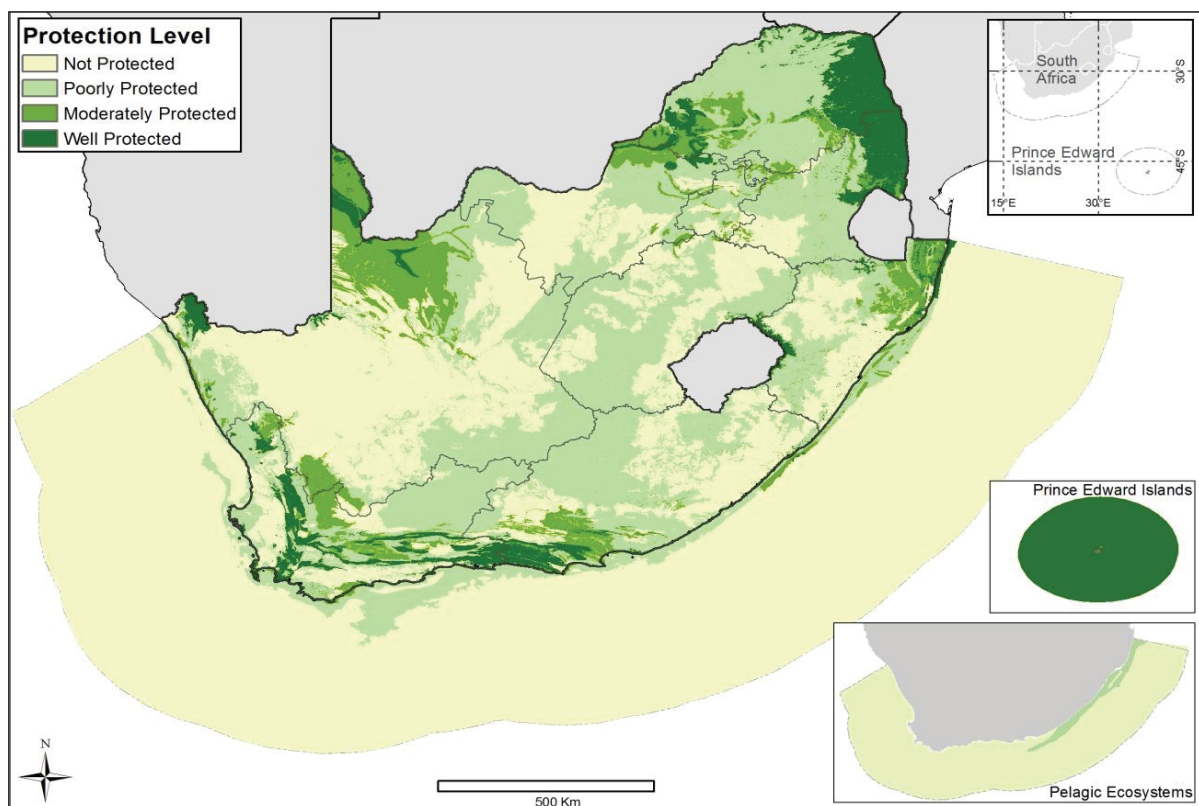 Protection Level
Not Protected
Poorly Protected
Moderately Protected
Well Protected
South
Africa
30°S
Prince Edward
Islands
45°S
15°E
30°E
Prince Edward Islands
Pelagic Ecosystems
N
500 Km